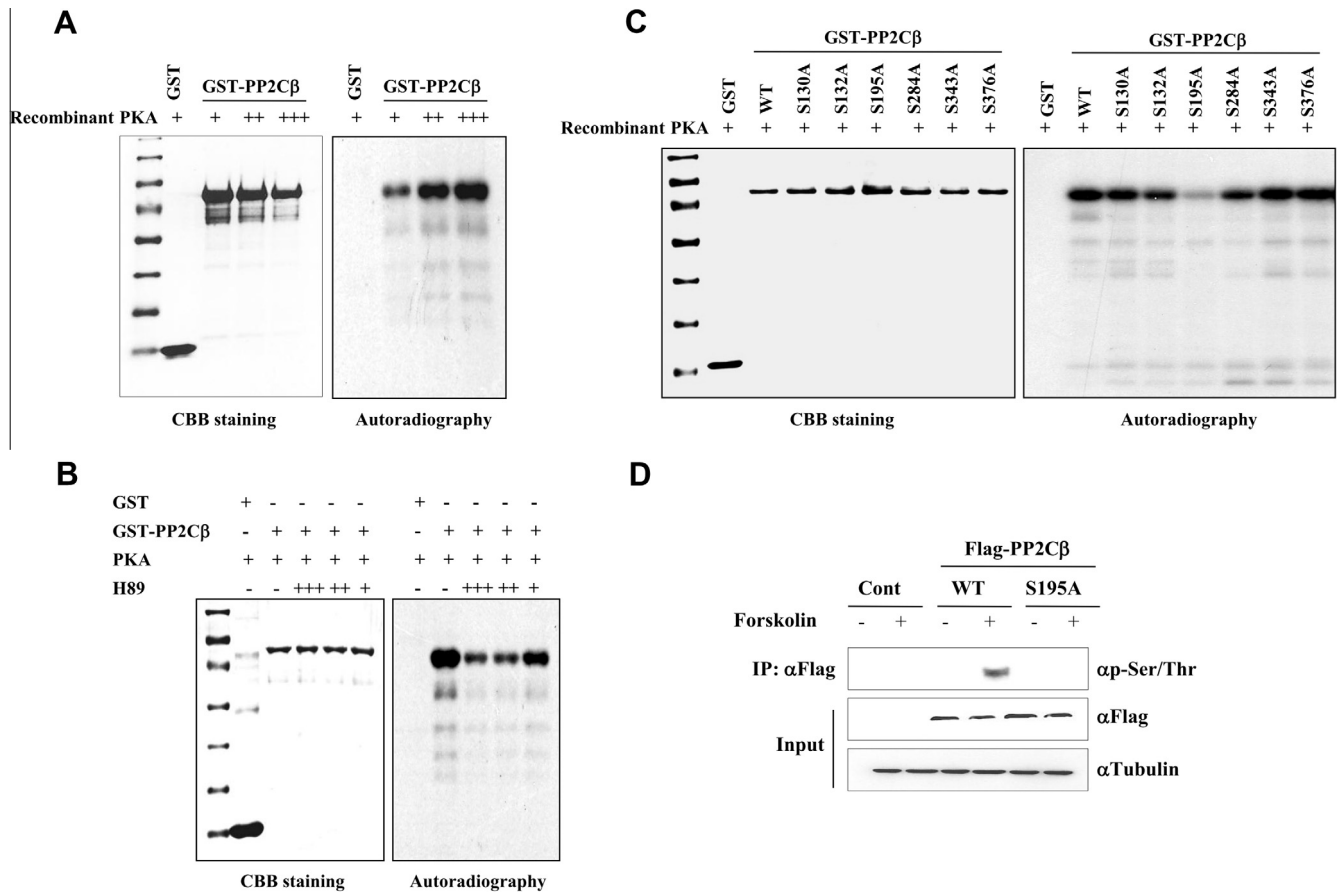 A
GST
GST-PP2Cβ
Recombinant PKA + + ++ +++
GST
GST-PP2Cβ
+ + ++ +++
CBB staining
Autoradiography
C
GST-PP2Cβ
GST WT S130A S132A S195A S284A S343A S376A
Recombinant PKA + + + + + + + +
GST-PP2Cβ
GST WT S130A S132A S195A S284A S343A S376A
+ + + + + + + +
CBB staining
Autoradiography
B
GST + - - - - + - - - -
GST-PP2Cβ - + + + + - + + + +
PKA + + + + + + + + + +
H89 - - +++ ++ + - - +++ ++ +
CBB staining
Autoradiography
D
Flag-PP2Cβ
Cont WT S195A
Forskolin - + - + - +
IP: αFlag αp-Ser/Thr
Input
αFlag
αTubulin